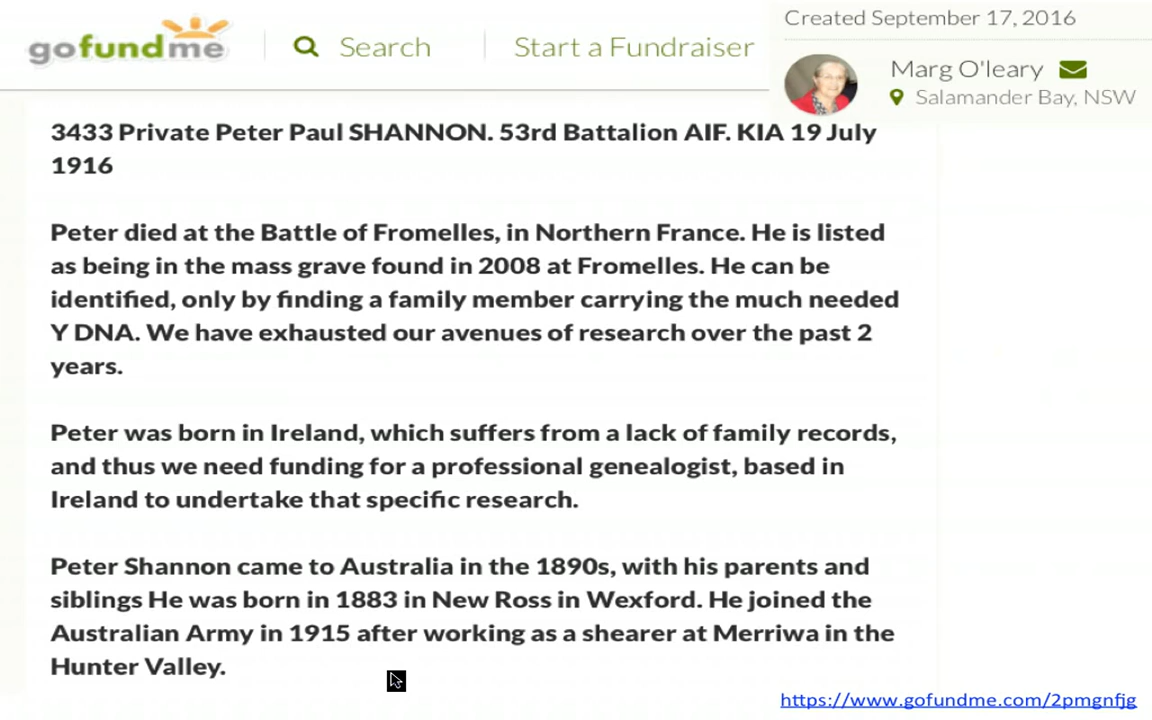 gofundme
Search
Start a Fundraiser
Created September 17, 2016
Marg O'leary
Salamander Bay, NSW
3433 Private Peter Paul SHANNON. 53rd Battalion AIF. KIA 19 July
1916
Peter died at the Battle of Fromelles, in Northern France. He is listed
as being in the mass grave found in 2008 at Fromelles. He can be
identified, only by finding a family member carrying the much needed
Y DNA. We have exhausted our avenues of research over the past 2
years.
Peter was born in Ireland, which suffers from a lack of family records,
and thus we need funding for a professional genealogist, based in
Ireland to undertake that specific research.
Peter Shannon came to Australia in the 1890s, with his parents and
siblings He was born in 1883 in New Ross in Wexford. He joined the
Australian Army in 1915 after working as a shearer at Merriwa in the
Hunter Valley.
https://www.gofundme.com/2pmgnfjg